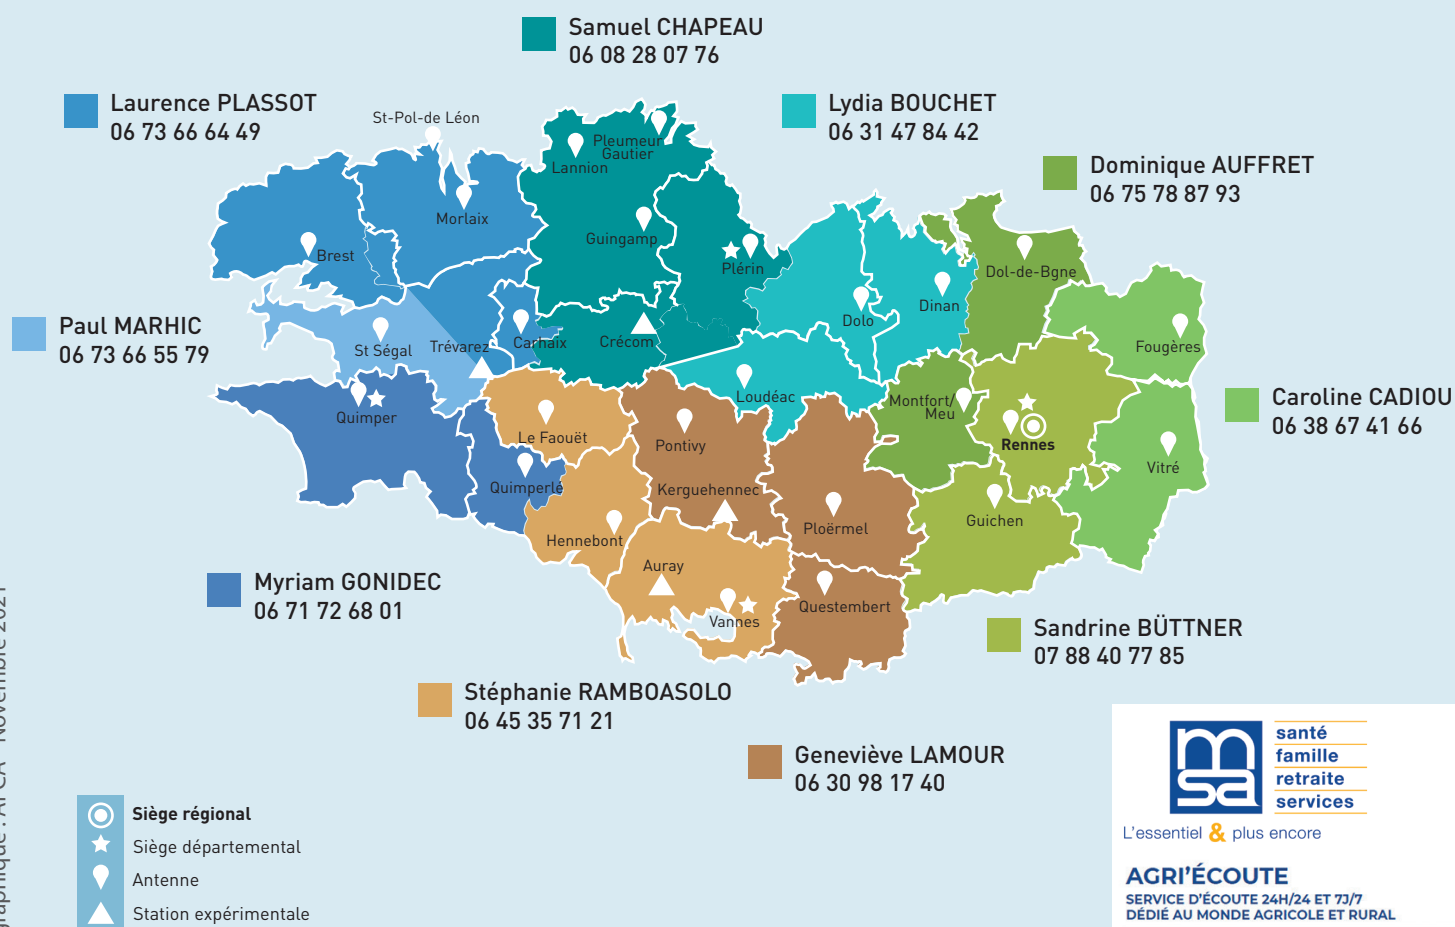 Samuel CHAPEAU
06 08 28 07 76
Laurence PLASSOT
06 73 66 64 49
Lydia BOUCHET
06 31 47 84 42
Dominique AUFFRET
06 75 78 87 93
Paul MARHIC
06 73 66 55 79
Caroline CADIOU
06 38 67 41 66
St-Pol-de Léon
Pleumeur
Gautier
Lannion
Morlaix
Guingamp
Brest
Plérin
Dol-de-Bgne
Dinan
Dolo
St Ségal
Trévarez
Carhaix
Crécom
Fougères
Loudéac
Montfort/
Meu
Quimper
Le Faouët
Pontivy
Rennes
Vitré
Quimperlé
Kerguehennec
Guichen
Ploërmel
Hennebont
Auray
Vannes
Questembert
Myriam GONIDEC
06 71 72 68 01
Sandrine BÜTTNER
07 88 40 77 85
Stéphanie RAMBOASOLO
06 45 35 71 21
Geneviève LAMOUR
06 30 98 17 40
Siège régional
Siège départemental
Antenne
Station expérimentale
msa
santé
famille
retraite
services
L'essentiel & plus encore
AGRI'ÉCOUTE
SERVICE D'ÉCOUTE 24H/24 ET 7J/7
DÉDIÉ AU MONDE AGRICOLE ET RURAL